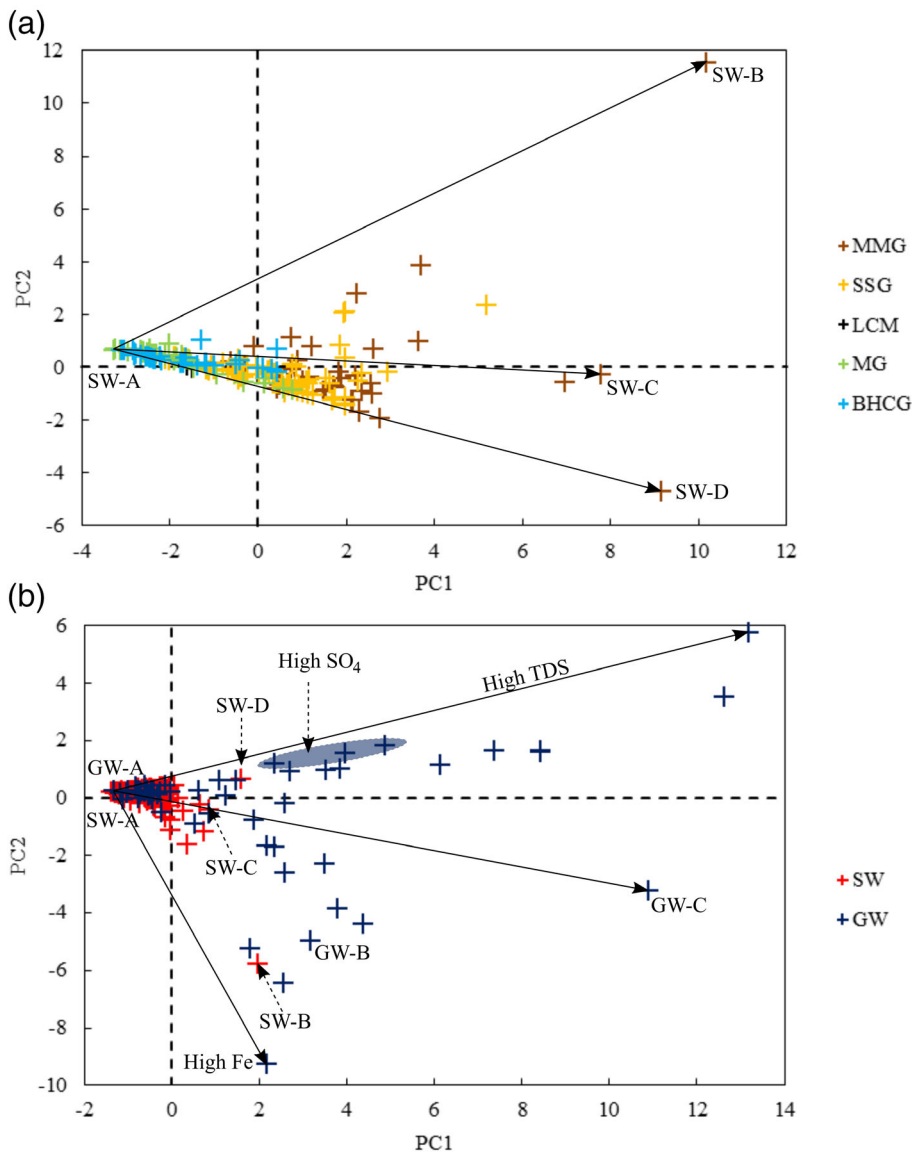 (a)
12
10
8
6
4
2
0
-2
-4
-6
PC2
SW-B
SW-A
SW-C
SW-D
-4 -2 0 2 4 6 8 10 12
PC1
MMG
SSG
LCM
MG
BHCG
(b)
6
4
2
0
-2
-4
-6
-8
-10
PC2
High SO4
High TDS
SW-D
GW-A
SW-A
SW-C
GW-C
GW-B
SW-B
High Fe
-2 0 2 4 6 8 10 12 14
PC1
SW
GW